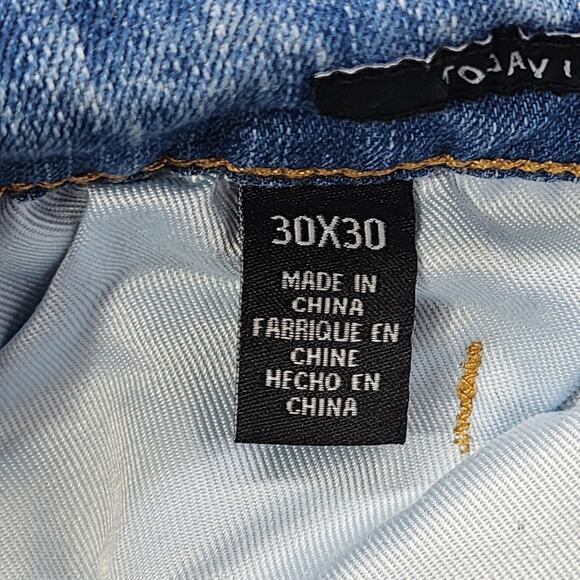 30X30
MADE IN
CHINA
FABRIQUE EN
CHINE
HECHO EN
CHINA